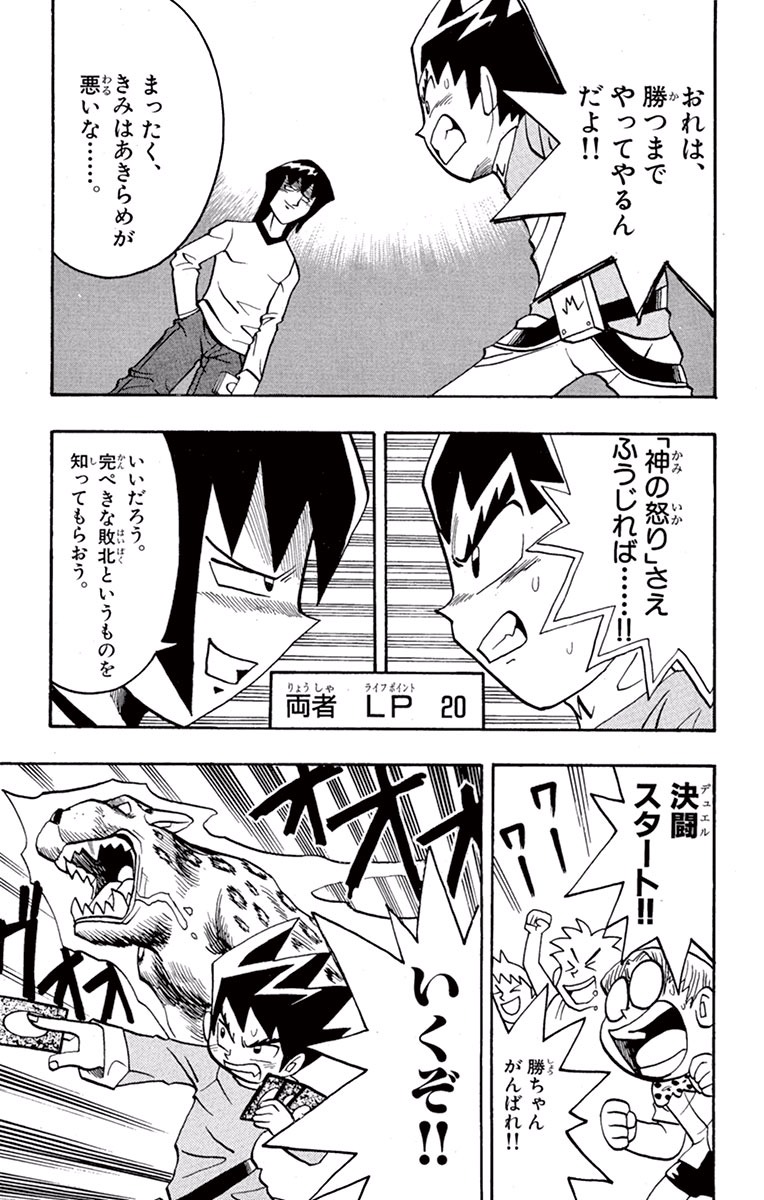 おれは、
勝つまで
やってやるん
だよ!!
まったく、
きみはあきらめが
悪いな……。
「神の怒り」さえ
ふうじれば……!!
いいだろう。
完ぺきな敗北というものを
知ってもらおう。
両者 LP 20
決闘
スタート!!
ワー
ワー
勝ちゃん
がんばれ!!
いくぞ!!